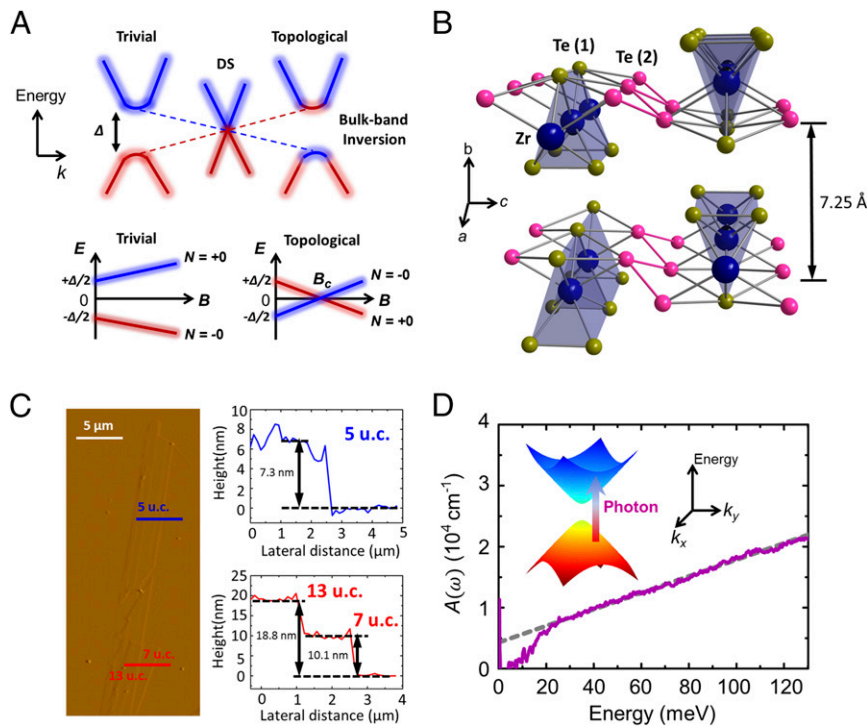 A
Trivial
Topological
DS
Energy
k
Δ
Bulk-band
Inversion
E
Trivial
N = +0
+Δ/2
0
B
-Δ/2
N = -0
E
Topological
+Δ/2
Bc
N = -0
0
B
-Δ/2
N = +0
B
Te (1)
Te (2)
Zr
b
c
a
7.25 Å
C
5 µm
5 u.c.
7 u.c.
13 u.c.
Height(nm)
10
8
6
4
2
0
5 u.c.
7.3 nm
0 1 2 3 4 5
Lateral distance (µm)
Height(nm)
25
20
15
10
5
0
13 u.c.
7 u.c.
18.8 nm
10.1 nm
0 1 2 3 4
Lateral distance (µm)
D
A(ω) (10⁴ cm⁻¹)
4
3
2
1
0
Photon
Energy
ky
kx
0 20 40 60 80 100 120
Energy (meV)